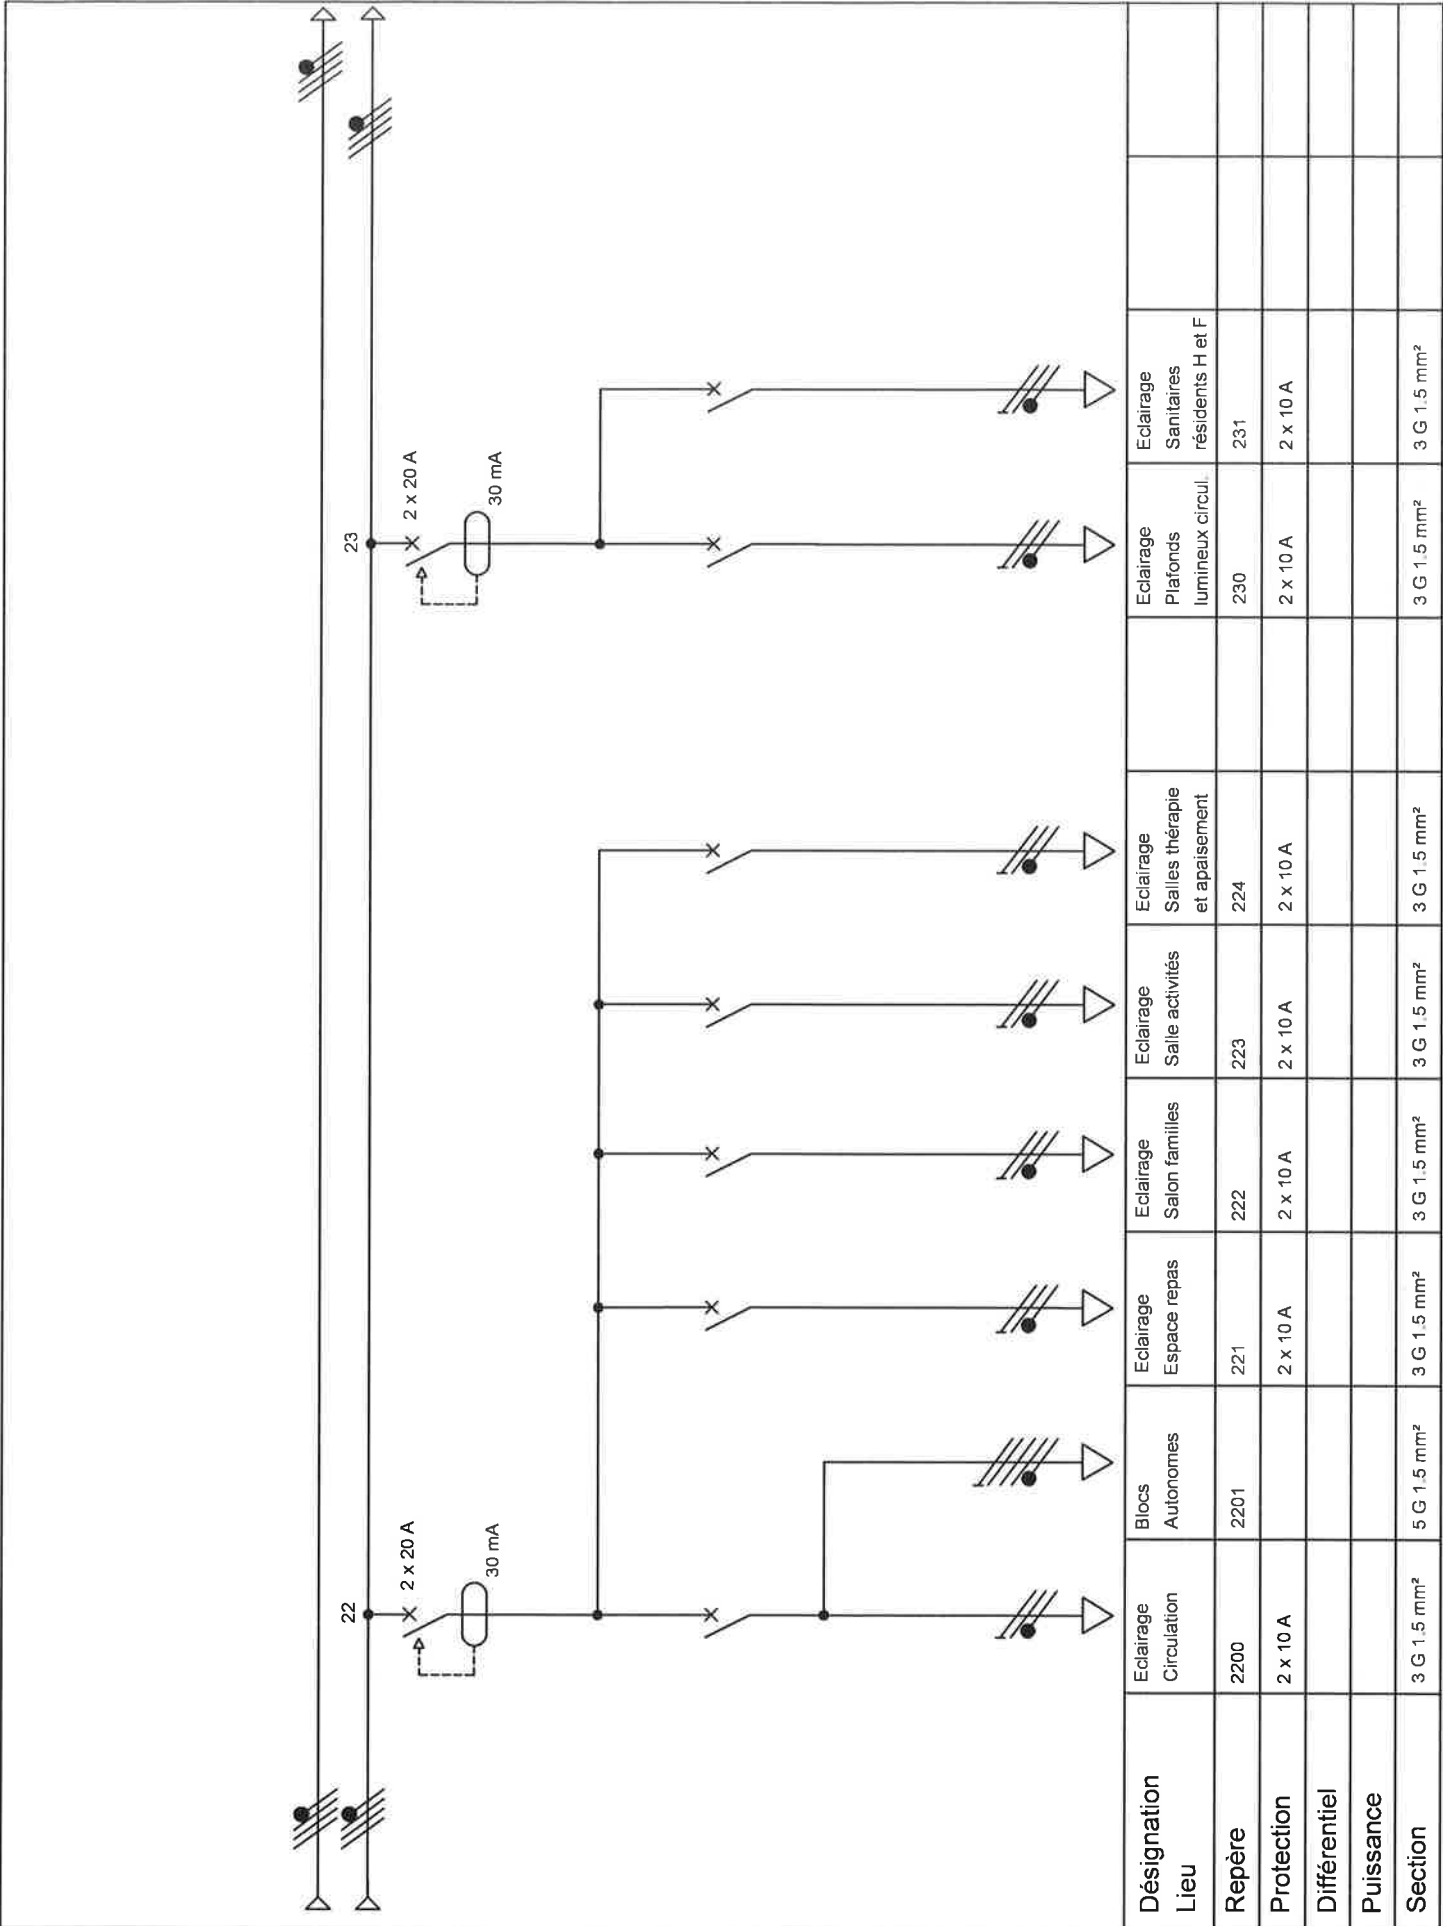 22
2 x 20 A
30 mA
23
2 x 20 A
30 mA
Désignation
Lieu
Eclairage
Circulation
Blocs
Autonomes
Eclairage
Espace repas
Eclairage
Salon familles
Eclairage
Salle activités
Eclairage
Salles thérapie
et apaisement
Eclairage
Plafonds
lumineux circul.
Eclairage
Sanitaires
résidents H et F
Repère
2200
2201
221
222
223
224
230
231
Protection
2 x 10 A
2 x 10 A
2 x 10 A
2 x 10 A
2 x 10 A
2 x 10 A
2 x 10 A
Différentiel
Puissance
Section
3 G 1.5 mm²
5 G 1.5 mm²
3 G 1.5 mm²
3 G 1.5 mm²
3 G 1.5 mm²
3 G 1.5 mm²
3 G 1.5 mm²
3 G 1.5 mm²